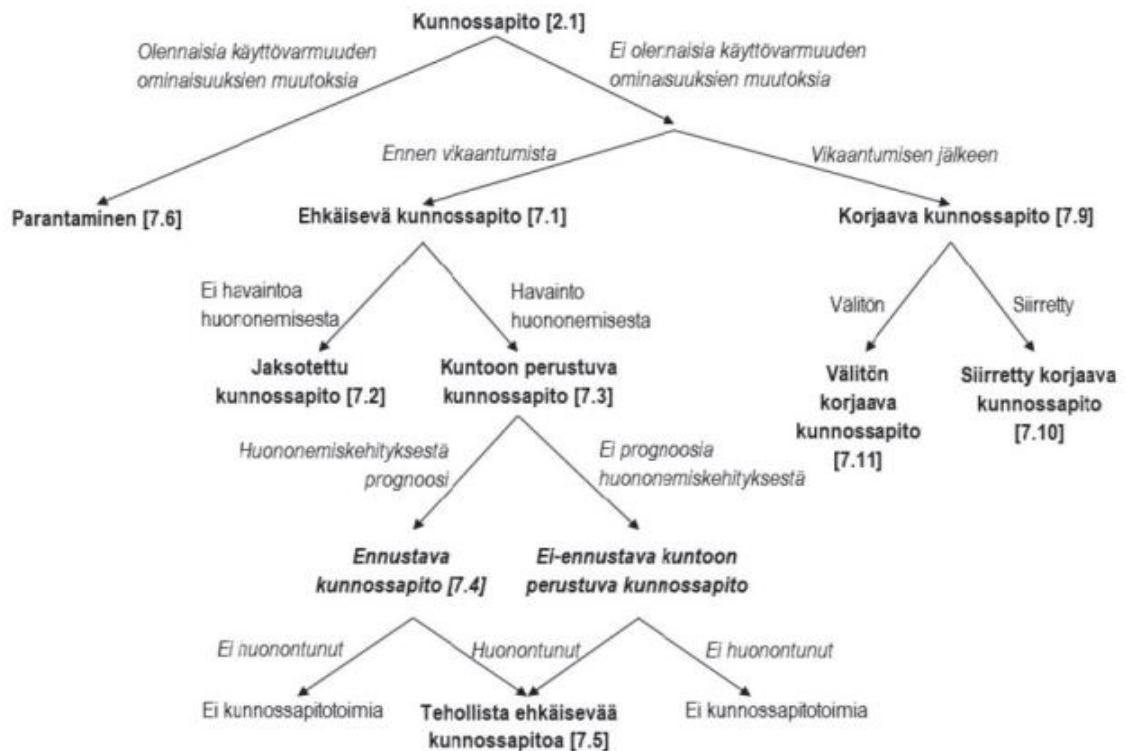 Kunnossapito [2.1]
Olennaisia käyttövarmuuden
ominaisuuksien muutoksia
Ei olennaisia käyttövarmuuden
ominaisuuksien muutoksia
Ennen vikaantumista
Vikaantumisen jälkeen
Parantaminen [7.6]
Ehkäisevä kunnossapito [7.1]
Korjaava kunnossapito [7.9]
Ei havaintoa
huononemisesta
Havainto
huononemisesta
Välitön
Siirretty
Jaksotettu
kunnossapito [7.2]
Kuntoon perustuva
kunnossapito [7.3]
Välitön
korjaava
kunnossapito
[7.11]
Siirretty korjaava
kunnossapito
[7.10]
Huononemiskehityksestä
prognoosi
Ei prognoosia
huononemiskehityksestä
Ennustava
kunnossapito [7.4]
Ei-ennustava kuntoon
perustuva kunnossapito
Ei huonontunut
Huonontunut
Ei huonontunut
Ei kunnossapitotoimia
Tehollista ehkäisevää
kunnossapitoa [7.5]
Ei kunnossapitotoimia